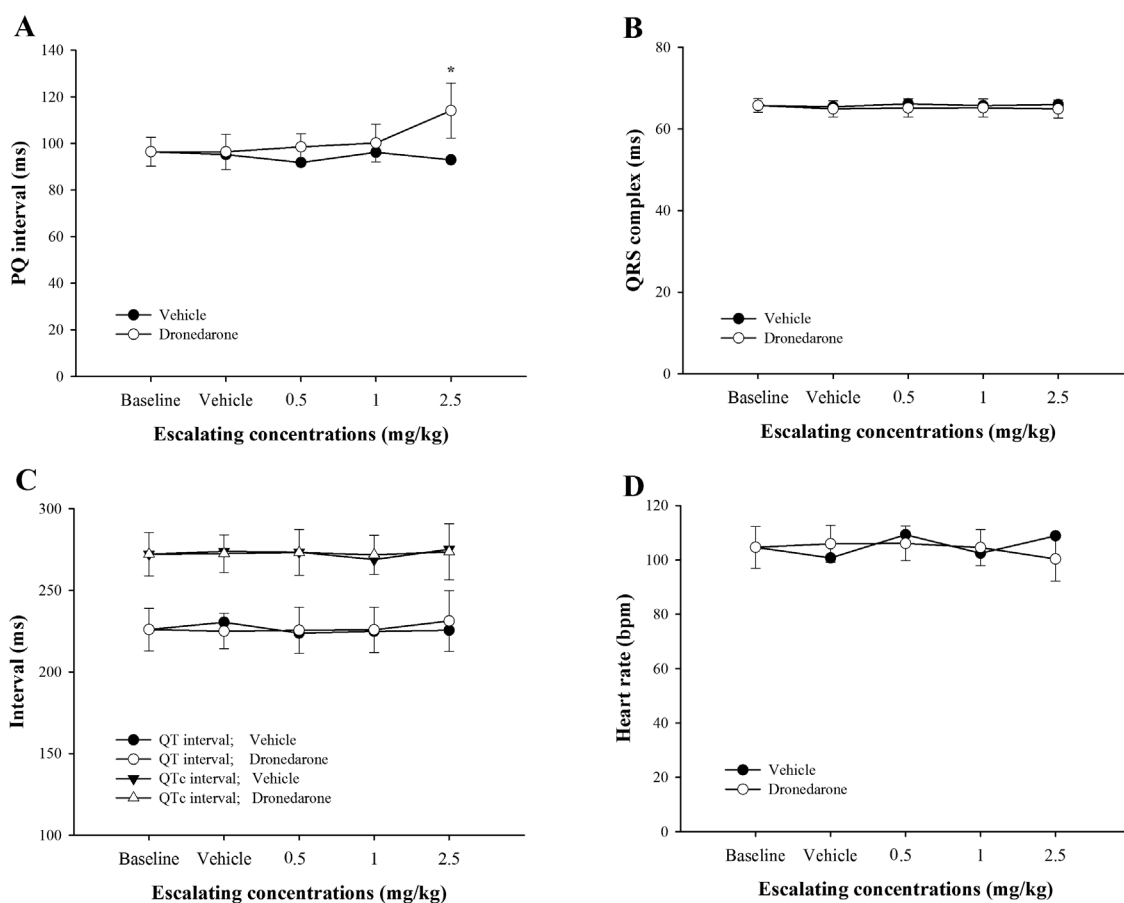 A
PQ interval (ms)
140
120
100
80
60
40
20
0
*
Vehicle
Dronedarone
Baseline Vehicle 0.5 1 2.5
Escalating concentrations (mg/kg)
B
QRS complex (ms)
80
60
40
20
0
Vehicle
Dronedarone
Baseline Vehicle 0.5 1 2.5
Escalating concentrations (mg/kg)
C
Interval (ms)
300
250
200
150
100
QT interval; Vehicle
QT interval; Dronedarone
QTc interval; Vehicle
QTc interval; Dronedarone
Baseline Vehicle 0.5 1 2.5
Escalating concentrations (mg/kg)
D
Heart rate (bpm)
120
100
80
60
40
20
0
Vehicle
Dronedarone
Baseline Vehicle 0.5 1 2.5
Escalating concentrations (mg/kg)